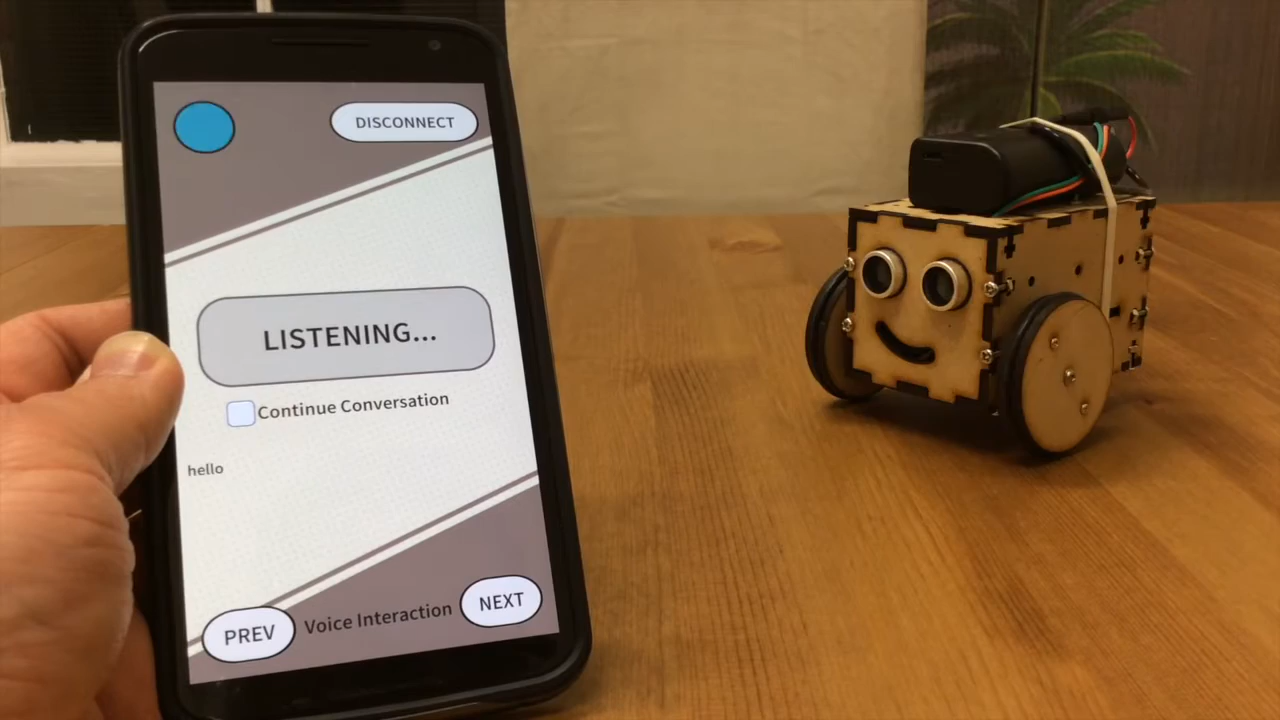 DISCONNECT
LISTENING...
Continue Conversation
hello
PREV
Voice Interaction
NEXT